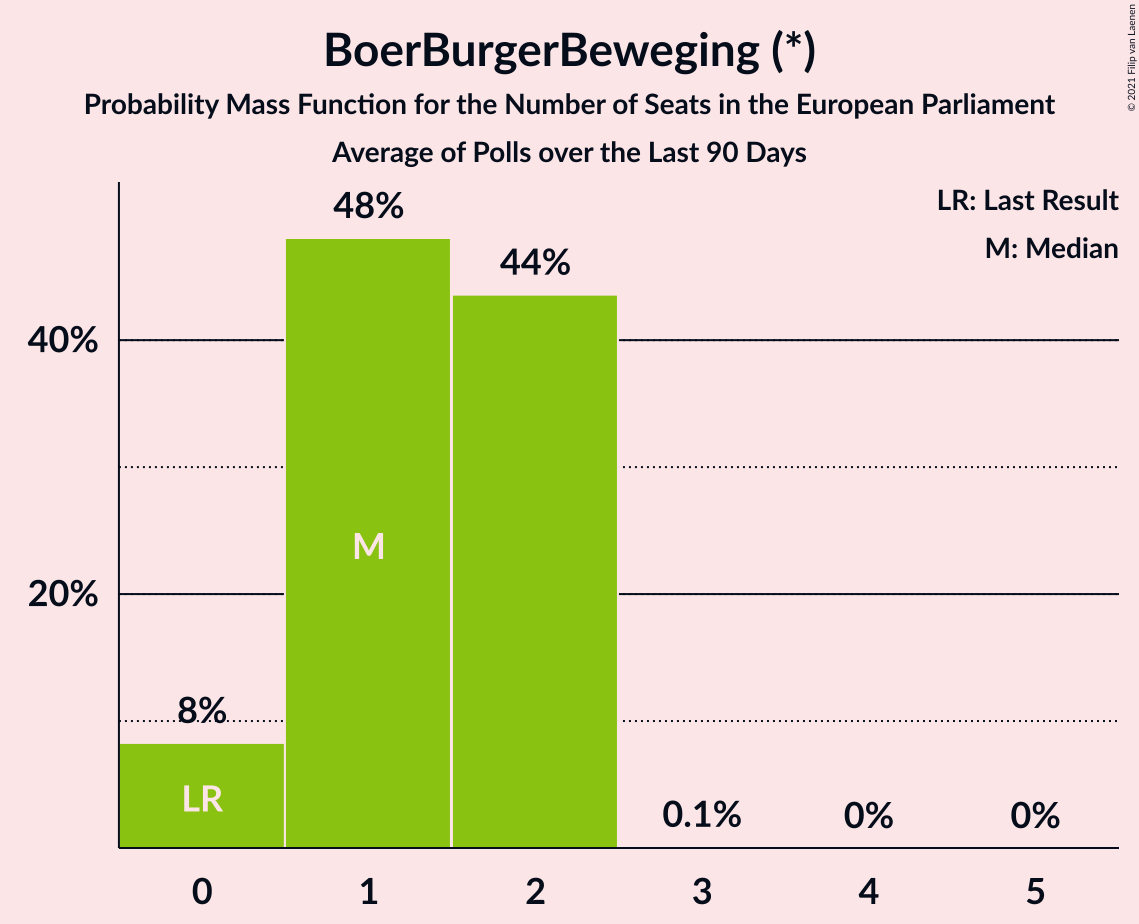 BoerBurgerBeweging (*)
Probability Mass Function for the Number of Seats in the European Parliament
Average of Polls over the Last 90 Days
© 2021 Filip van Laenen
LR: Last Result
M: Median
48%
44%
40%
M
20%
8%
LR
0.1%
0%
0%
0
1
2
3
4
5